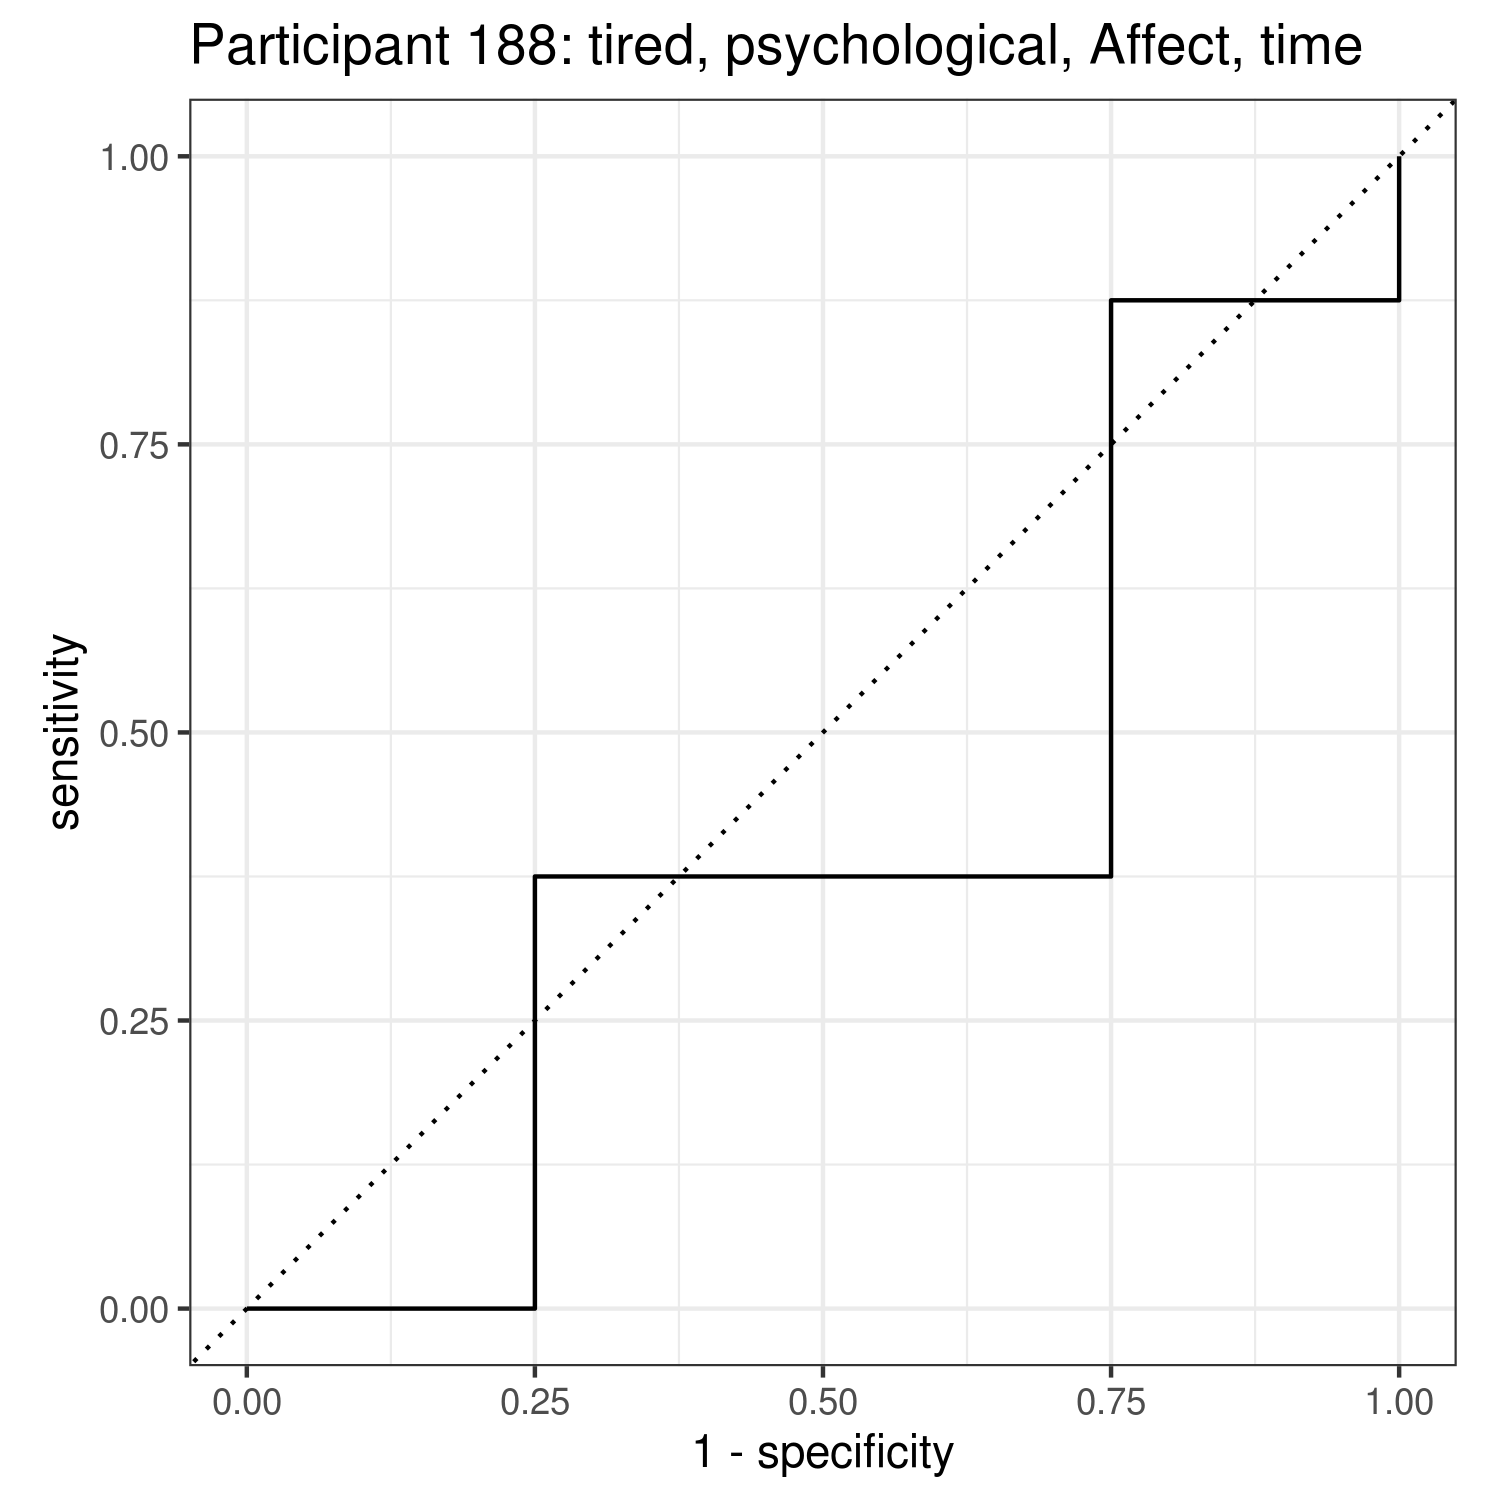 Participant 188: tired, psychological, Affect, time
1.00
0.75
0.50
0.25
0.00
sensitivity
0.00 0.25 0.50 0.75 1.00
1 - specificity